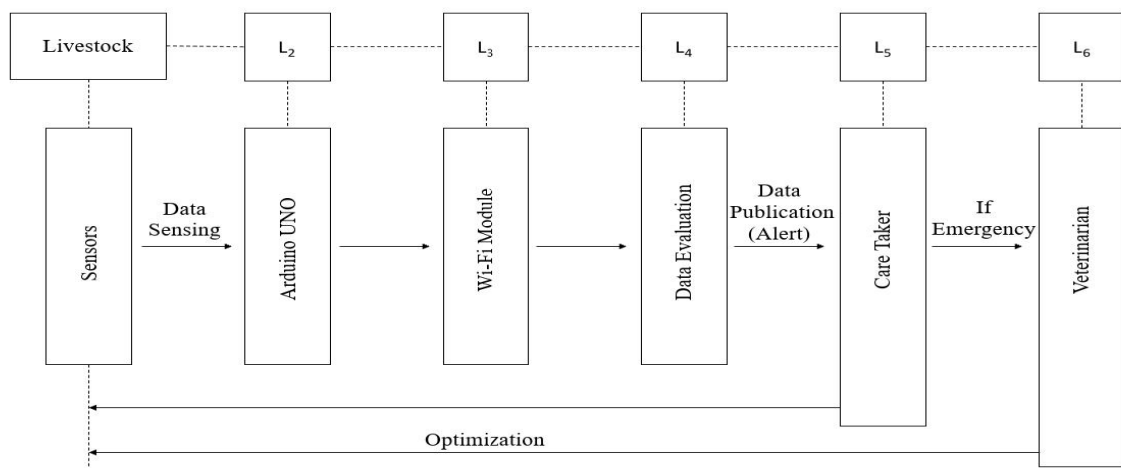 Livestock
L₂
L₃
L₄
L₅
L₆
Sensors
Data
Sensing
Arduino UNO
Wi-Fi Module
Data Evaluation
Data
Publication
(Alert)
Care Taker
If
Emergency
Veterinarian
Optimization